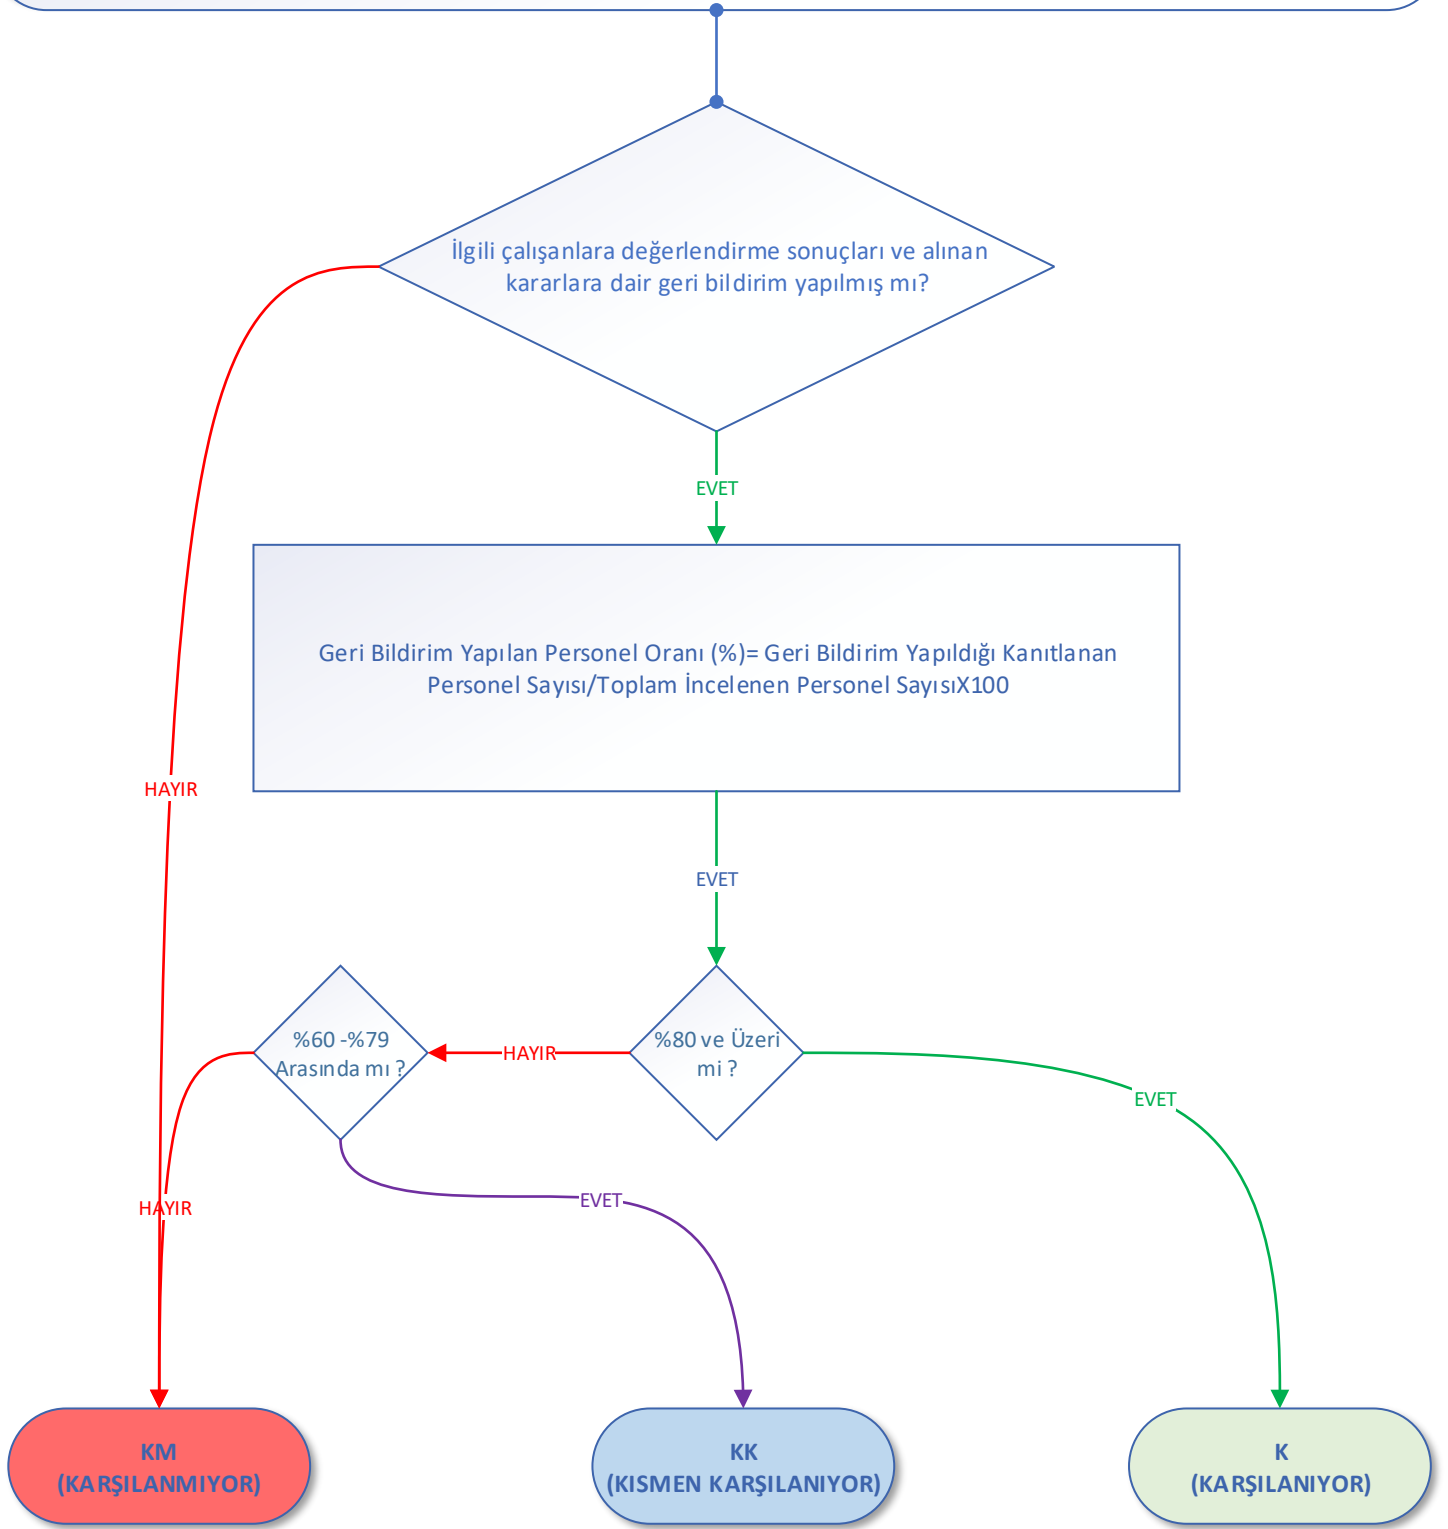 İlgili çalışanlara değerlendirme sonuçları ve alınan
kararlara dair geri bildirim yapılmış mı?
EVET
Geri Bildirim Yapılan Personel Oranı (%)= Geri Bildirim Yapıldığı Kanıtlanan
Personel Sayısı/Toplam İncelenen Personel SayısıX100
HAYIR
EVET
%60 -%79
Arasında mı ?
HAYIR
%80 ve Üzeri
mi ?
EVET
EVET
HAYIR
KM
(KARŞILANMIYOR)
KK
(KISMEN KARŞILANIYOR)
K
(KARŞILANIYOR)